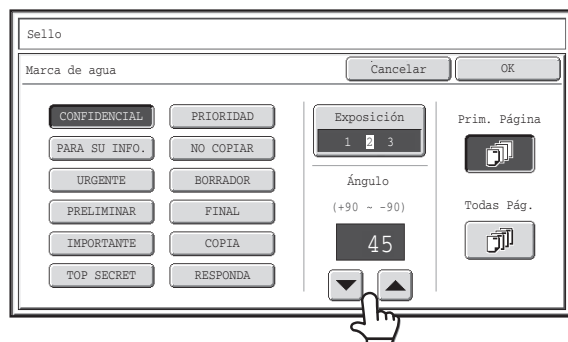 Sello
Marca de agua
Cancelar
OK
CONFIDENCIAL
PRIORIDAD
PARA SU INFO.
NO COPIAR
URGENTE
BORRADOR
PRELIMINAR
FINAL
IMPORTANTE
COPIA
TOP SECRET
RESPONDA
Exposición
1 2 3
Ángulo
(+90 ~ -90)
45
Prim. Página
Todas Pág.